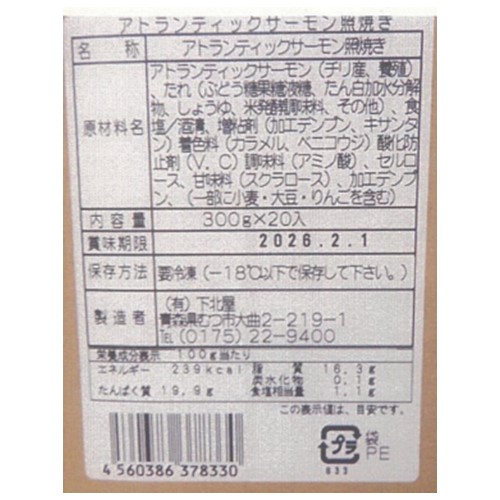 アトランティックサーモン照焼き
名称 アトランティックサーモン照焼き
原材料名
アトランティックサーモン（チリ産、養殖）
、たれ（ぶどう糖果糖液糖、たん白加水分解
物、しょうゆ、米発酵調味料、その他）、食
塩／酒精、増粘剤（加工デンプン、キサンタ
ン）着色料（カラメル、ベニコウジ）酸化防
止剤（V．C）調味料（アミノ酸）、セルロ
ース、甘味料（スクラロース）、加工デンプ
ン、（一部に小麦・大豆・りんごを含む）
内容量 300g×20入
賞味期限 2026.2.1
保存方法 要冷凍（−18℃以下で保存して下さい。）
製造者
（有）下北屋
青森県むつ市大曲2−219−1
TEL（0175）22−9400
栄養成分表示 100g当たり
エネルギー 239kcal 脂質 16.3g
炭水化物 0.1g
たんぱく質 19.9g 食塩相当量 1.1g
この表示値は、目安です。
プラ 袋 PE
833
4 560386 378330